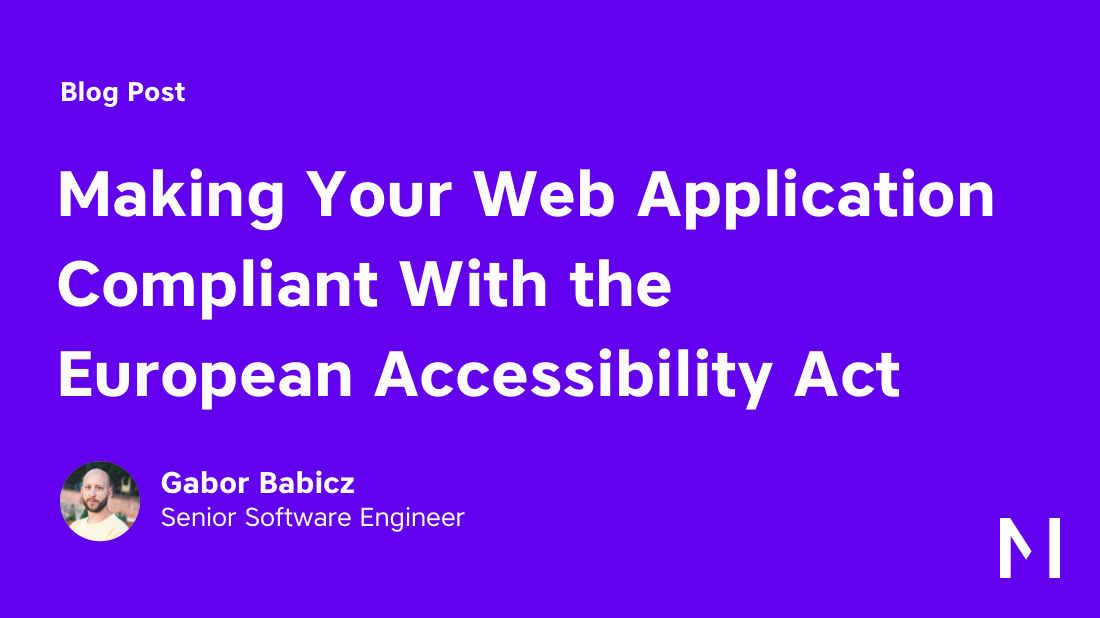 Blog Post
Making Your Web Application
Compliant With the
European Accessibility Act
Gabor Babicz
Senior Software Engineer